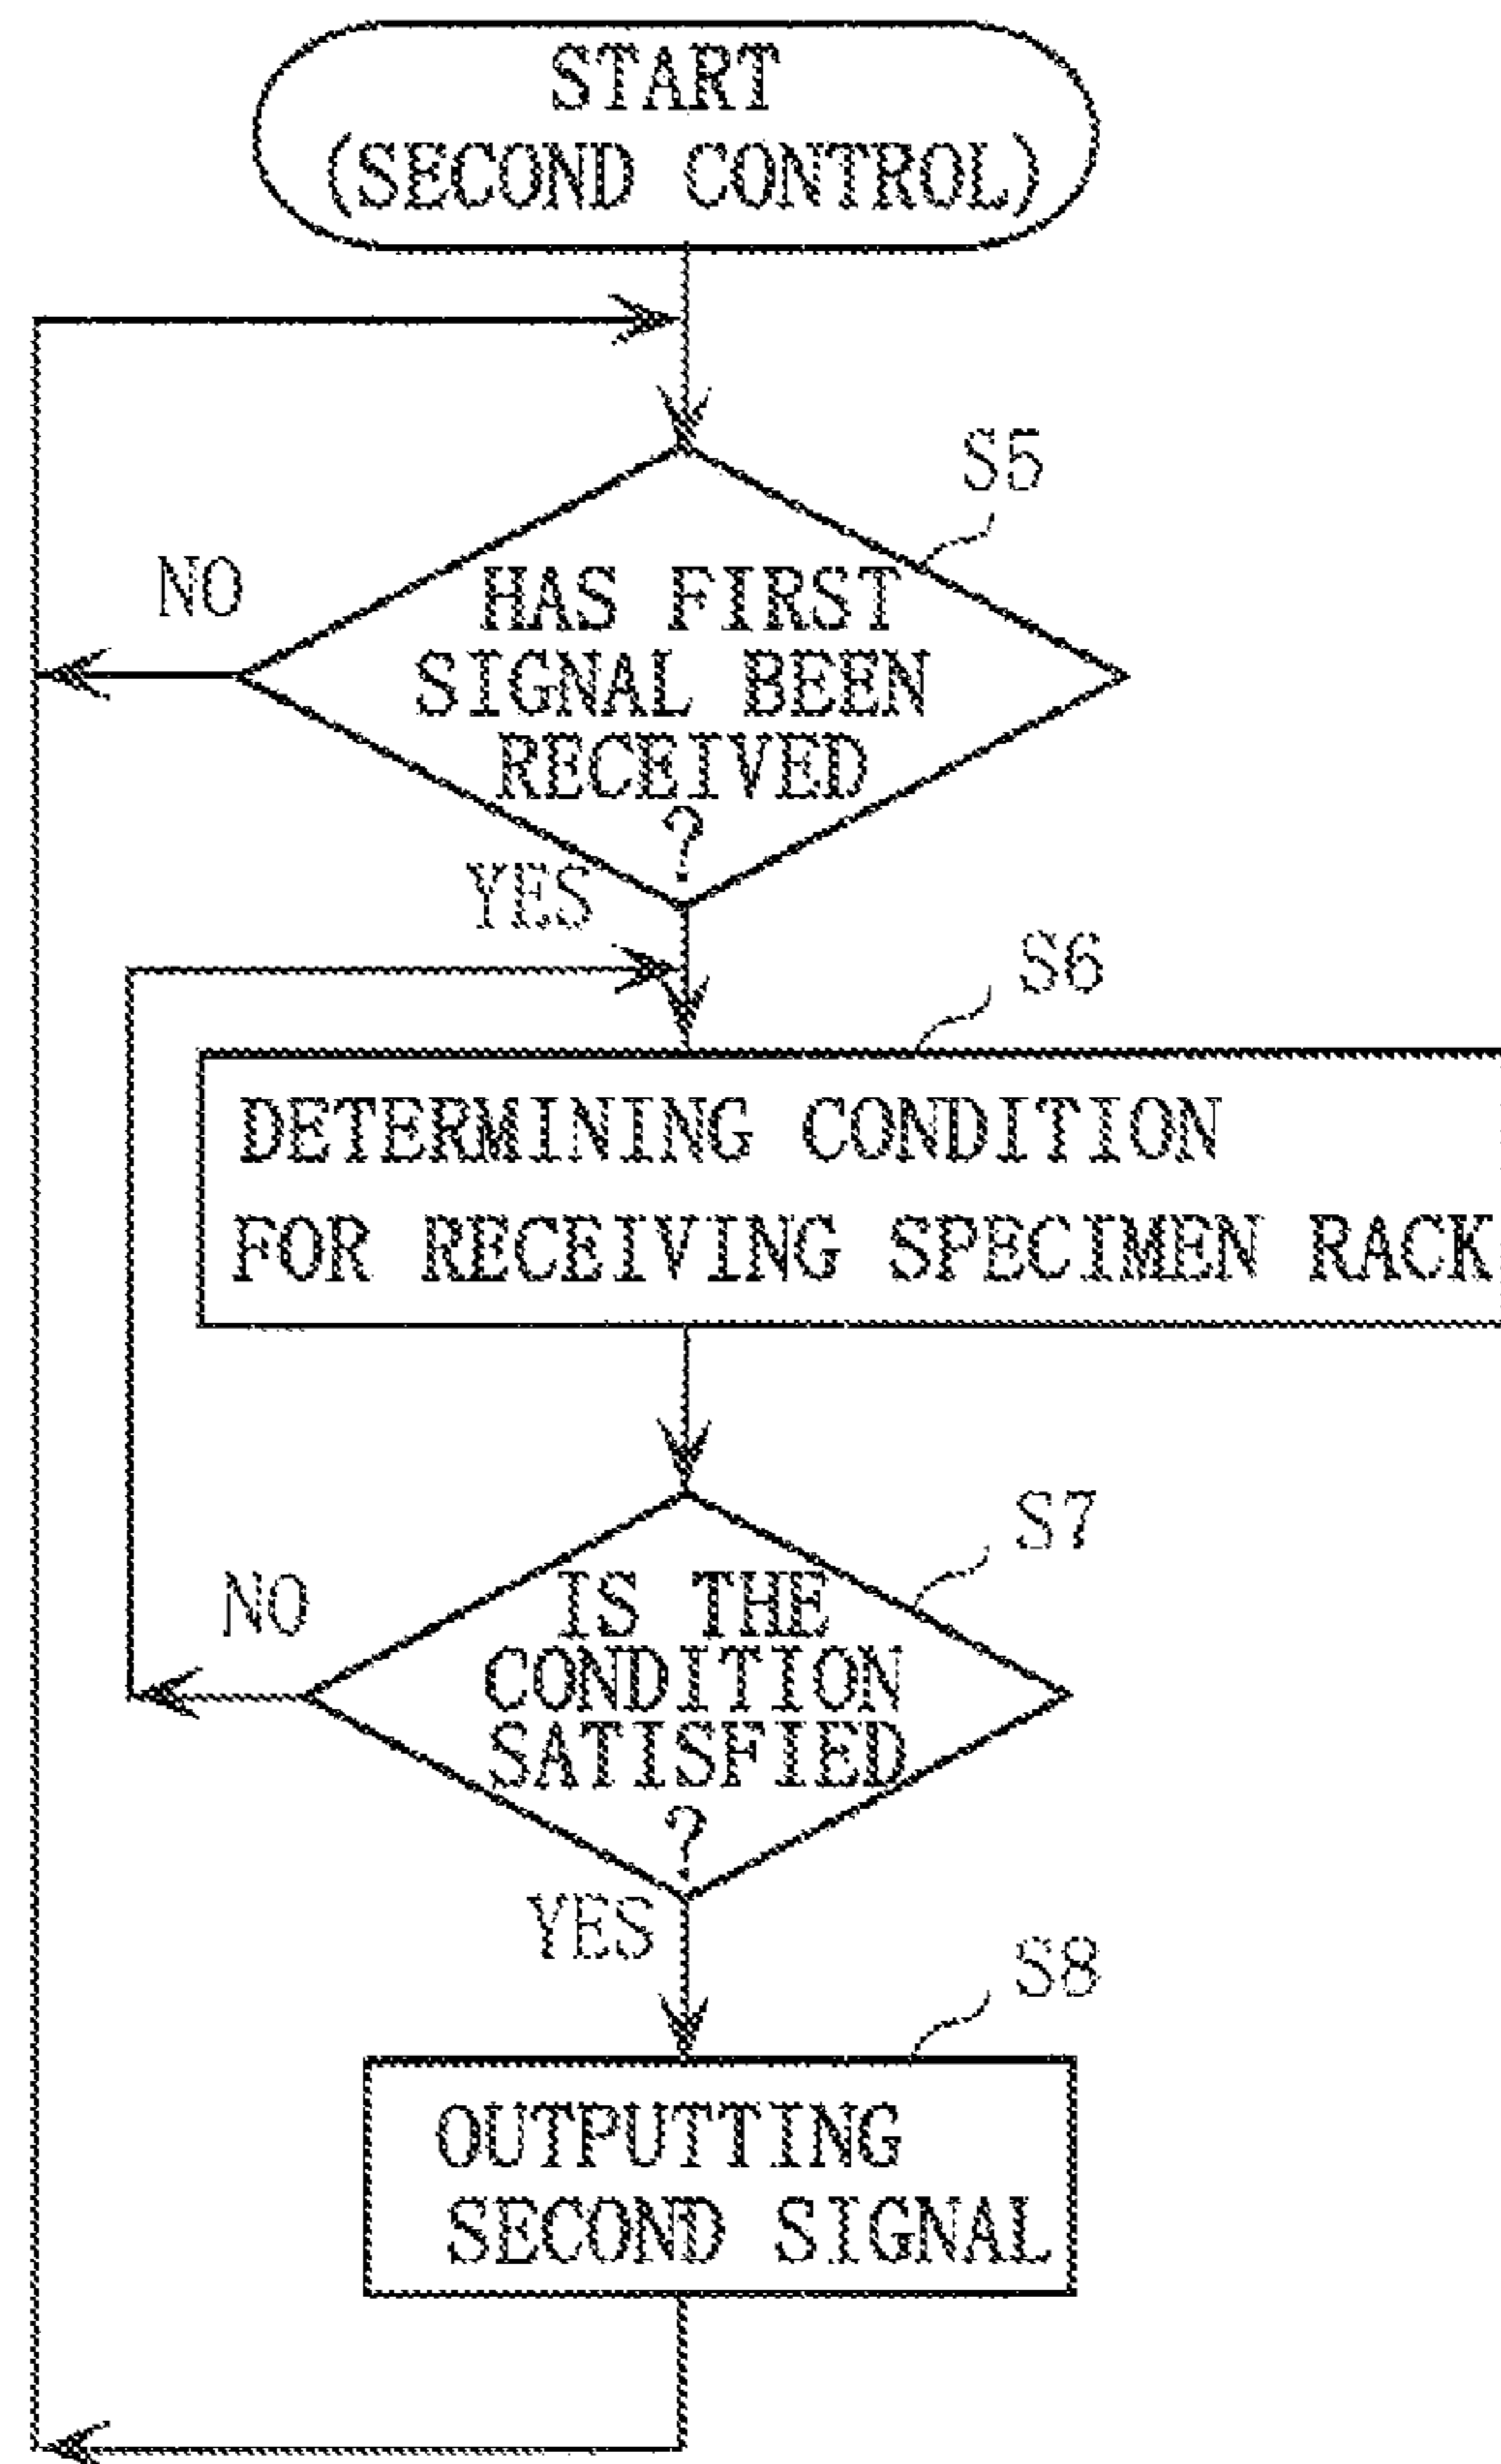 START
(SECOND CONTROL)
S5
NO
HAS FIRST
SIGNAL BEEN
RECEIVED
?
YES
S6
DETERMINING CONDITION
FOR RECEIVING SPECIMEN RACK
S7
NO
IS THE
CONDITION
SATISFIED
?
YES
S8
OUTPUTTING
SECOND SIGNAL